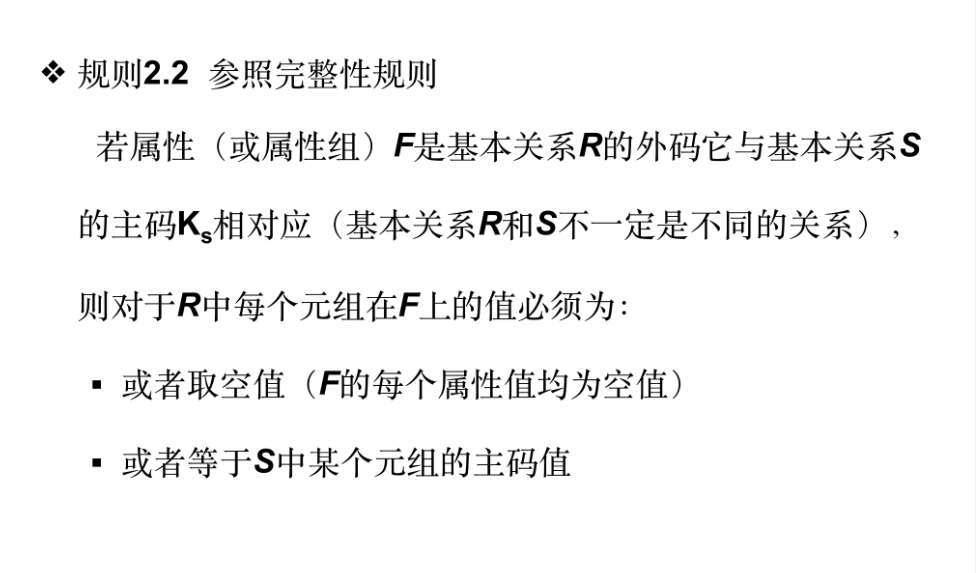 ❖ 规则2.2 参照完整性规则
若属性（或属性组）F是基本关系R的外码它与基本关系S
的主码Ks相对应（基本关系R和S不一定是不同的关系），
则对于R中每个元组在F上的值必须为：
▪ 或者取空值（F的每个属性值均为空值）
▪ 或者等于S中某个元组的主码值